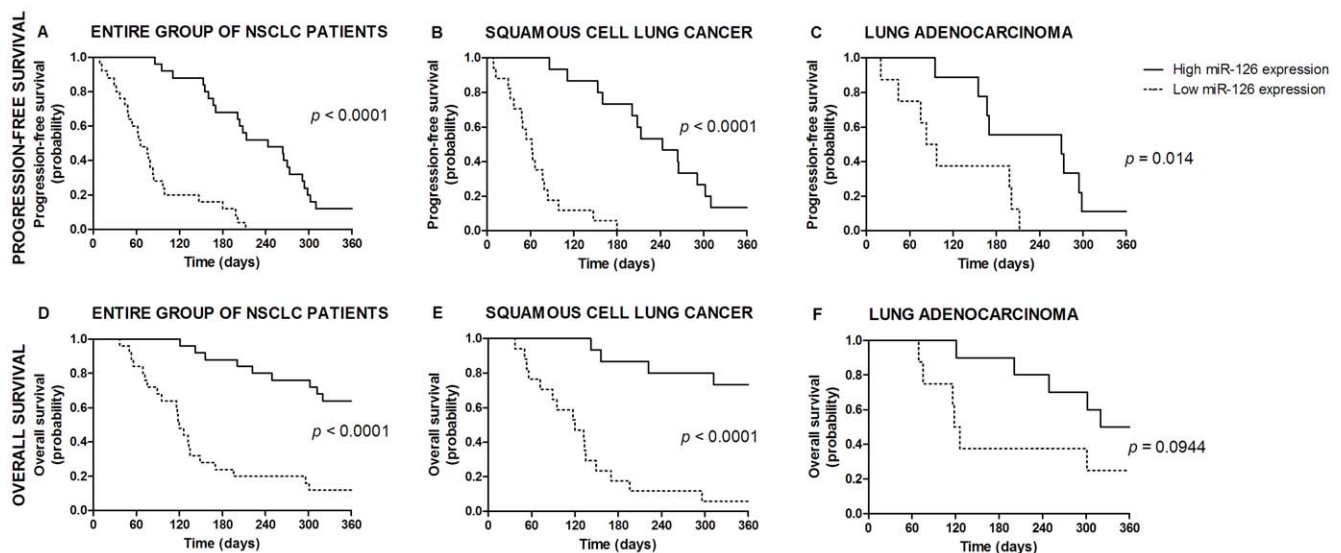 PROGRESSION-FREE SURVIVAL
A ENTIRE GROUP OF NSCLC PATIENTS
Progression-free survival
(probability)
1.0
0.8
0.6
0.4
0.2
0.0
p < 0.0001
0 60 120 180 240 300 360
Time (days)
B SQUAMOUS CELL LUNG CANCER
Progression-free survival
(probability)
1.0
0.8
0.6
0.4
0.2
0.0
p < 0.0001
0 60 120 180 240 300 360
Time (days)
C LUNG ADENOCARCINOMA
Progression-free survival
(probability)
1.0
0.8
0.6
0.4
0.2
0.0
p = 0.014
0 60 120 180 240 300 360
Time (days)
High miR-126 expression
Low miR-126 expression
OVERALL SURVIVAL
D ENTIRE GROUP OF NSCLC PATIENTS
Overall survival
(probability)
1.0
0.8
0.6
0.4
0.2
0.0
p < 0.0001
0 60 120 180 240 300 360
Time (days)
E SQUAMOUS CELL LUNG CANCER
Overall survival
(probability)
1.0
0.8
0.6
0.4
0.2
0.0
p < 0.0001
0 60 120 180 240 300 360
Time (days)
F LUNG ADENOCARCINOMA
Overall survival
(probability)
1.0
0.8
0.6
0.4
0.2
0.0
p = 0.0944
0 60 120 180 240 300 360
Time (days)